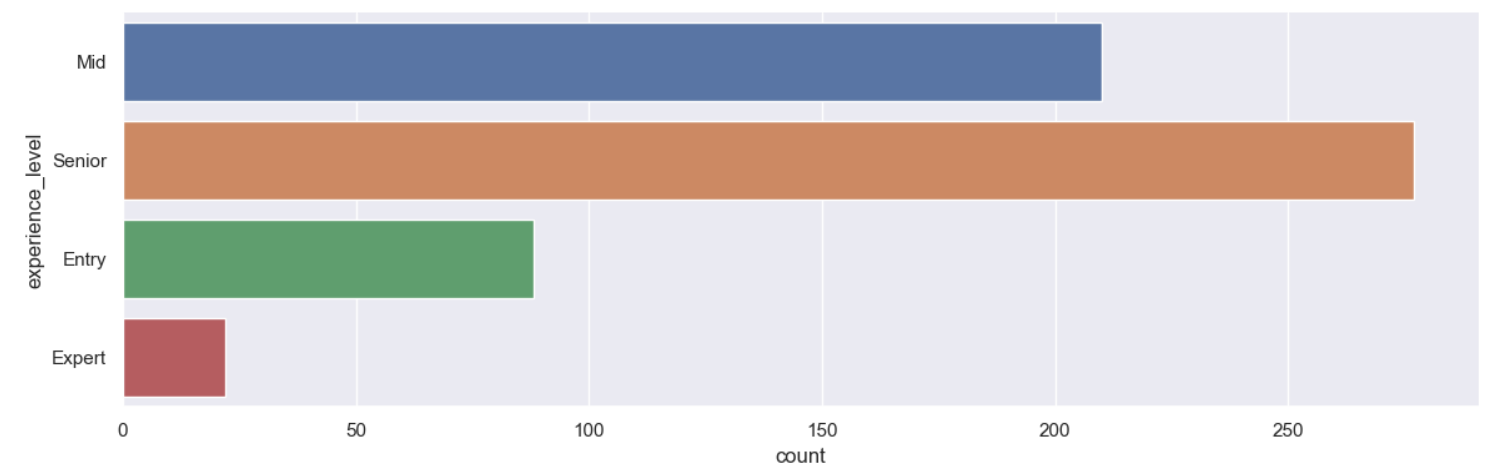 experience_level
Mid
Senior
Entry
Expert
0 50 100 150 200 250
count